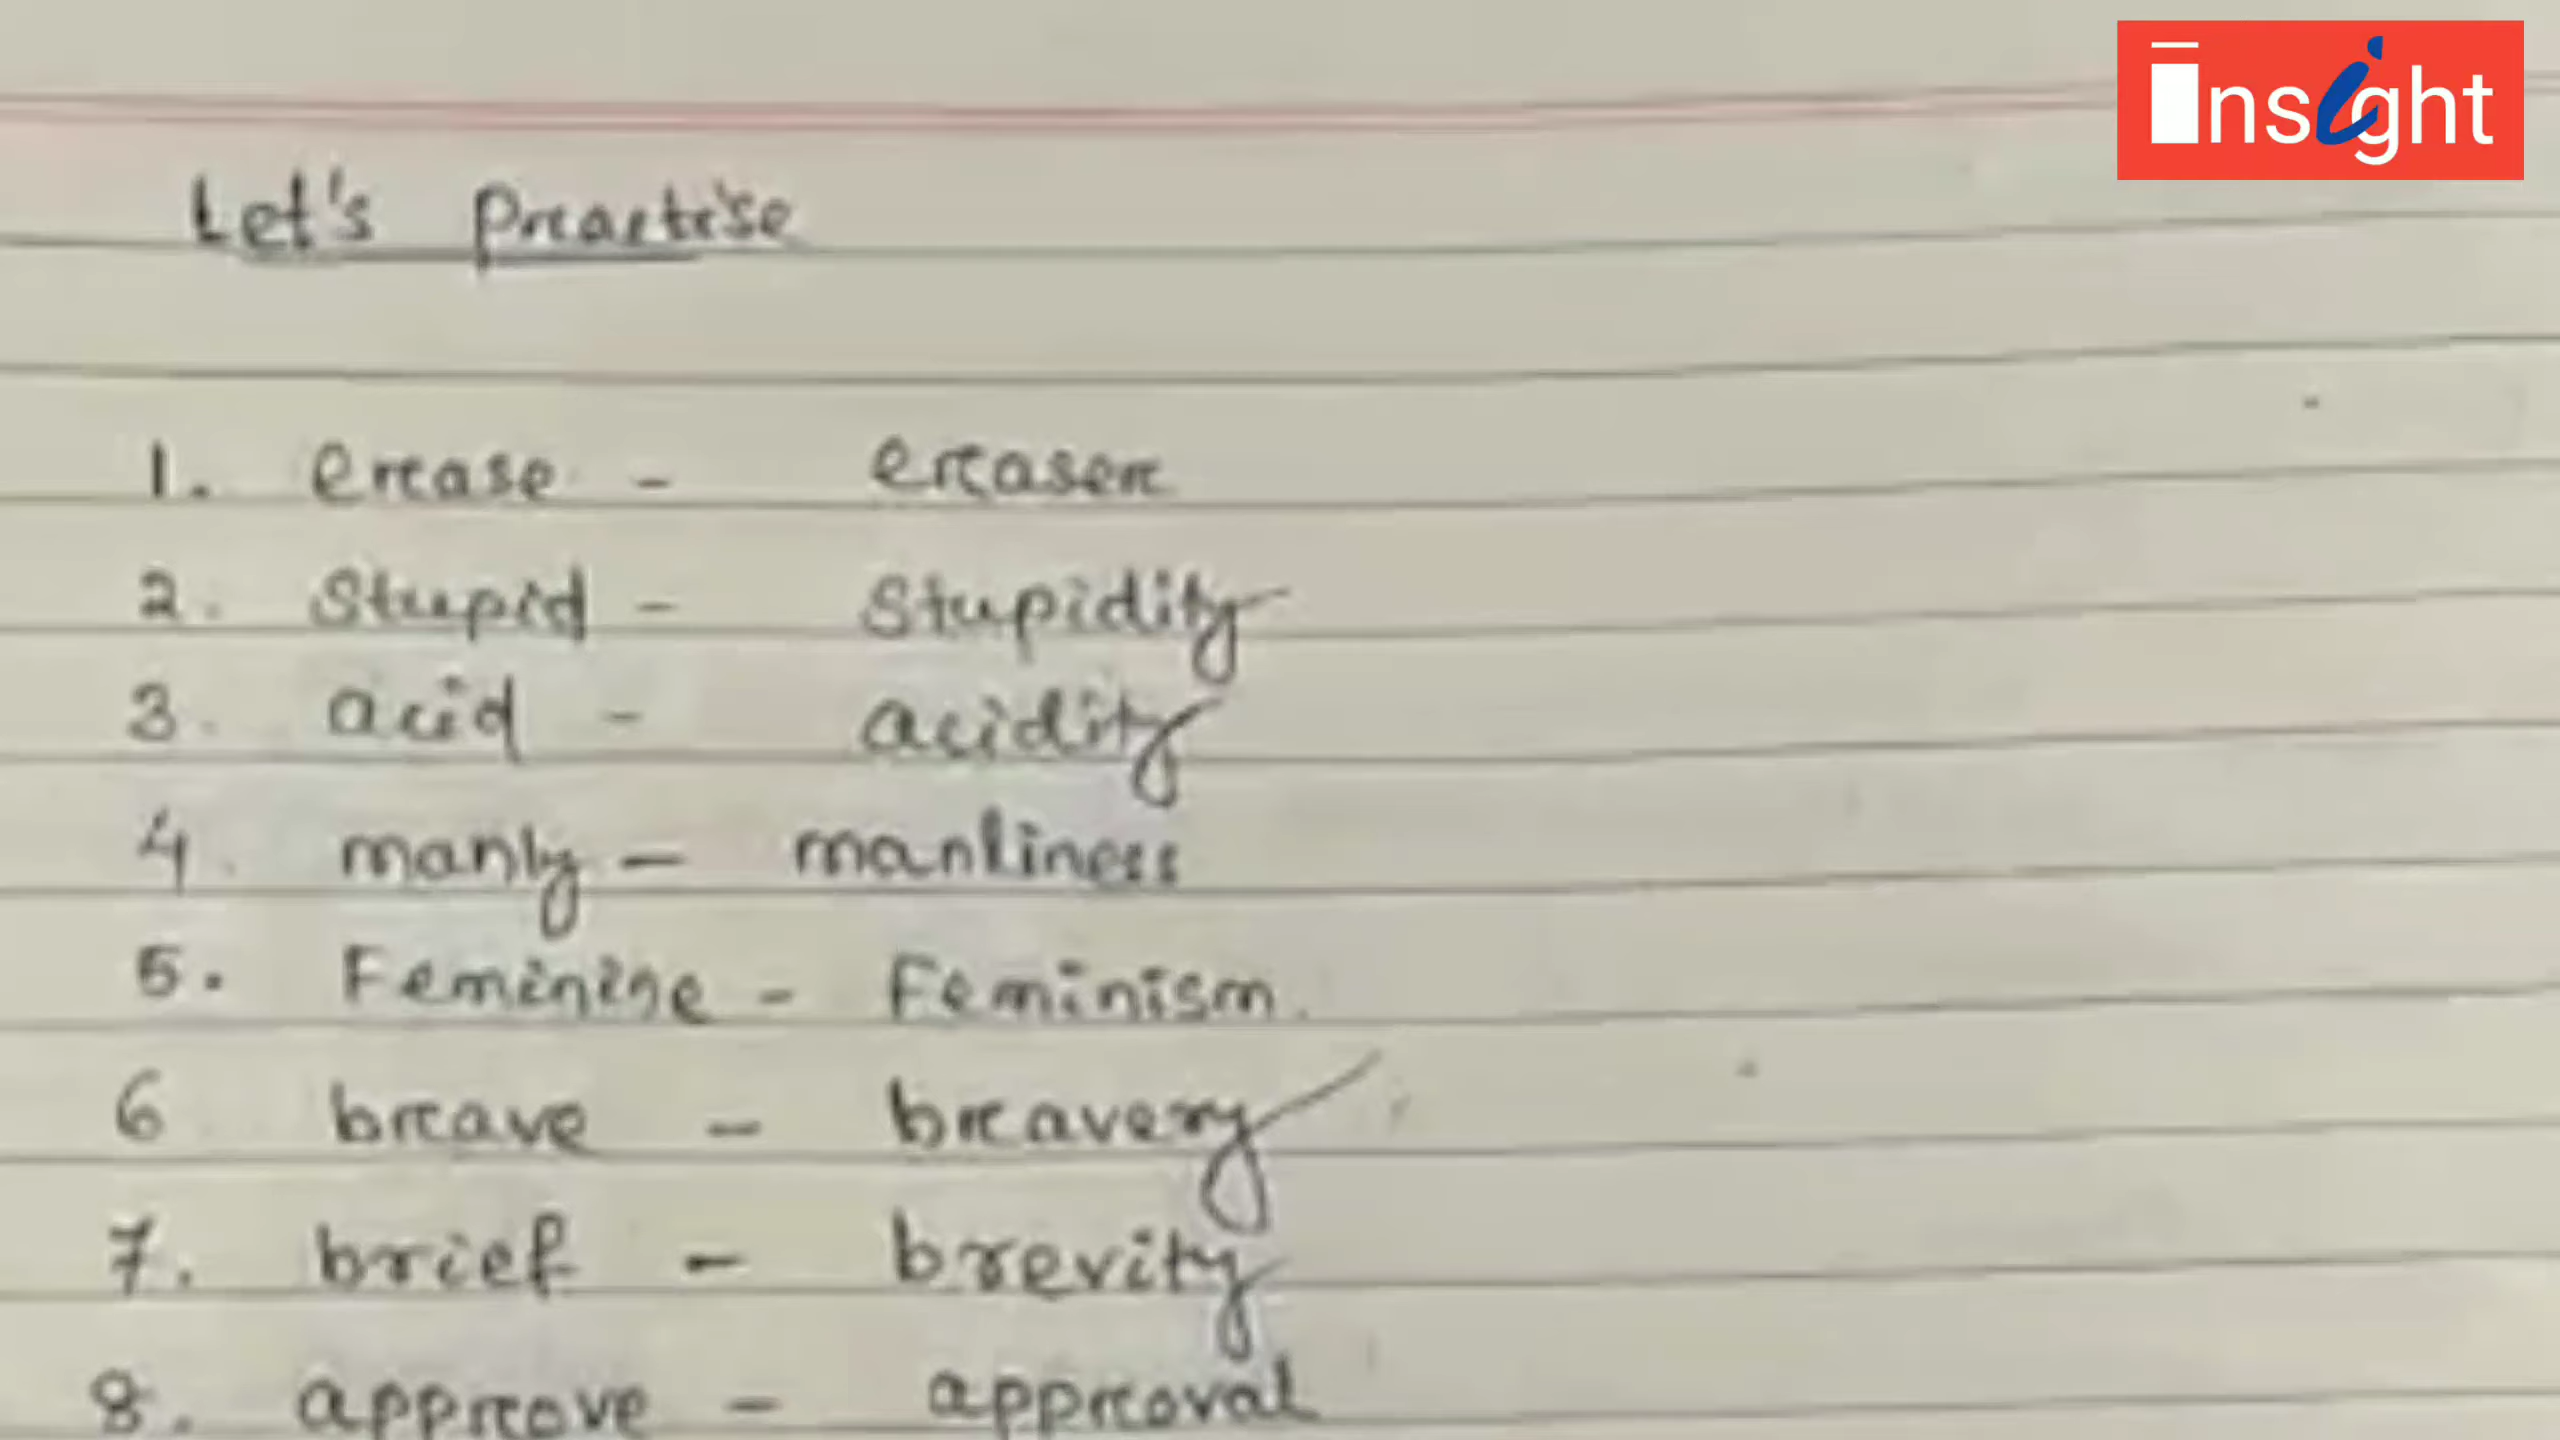 Insight
Let's Practise
1. erase - eraser
2. Stupid - Stupidity
3. acid - acidity
4. manly - manliness
5. Feminine - Feminism.
6 brave - bravery
7. brief - brevity
8. approve - approval